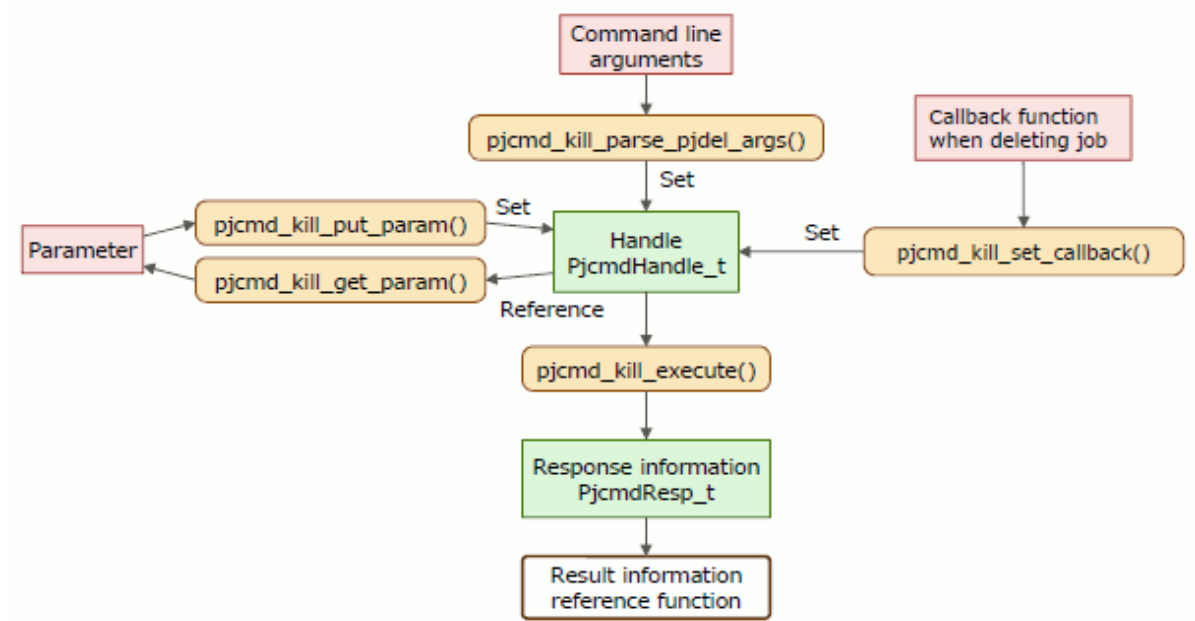 Command line
arguments
Callback function
when deleting job
pjcmd_kill_parse_pjdel_args()
Set
pjcmd_kill_put_param()
Set
Parameter
Handle
PjcmdHandle_t
Set
pjcmd_kill_set_callback()
pjcmd_kill_get_param()
Reference
pjcmd_kill_execute()
Response information
PjcmdResp_t
Result information
reference function